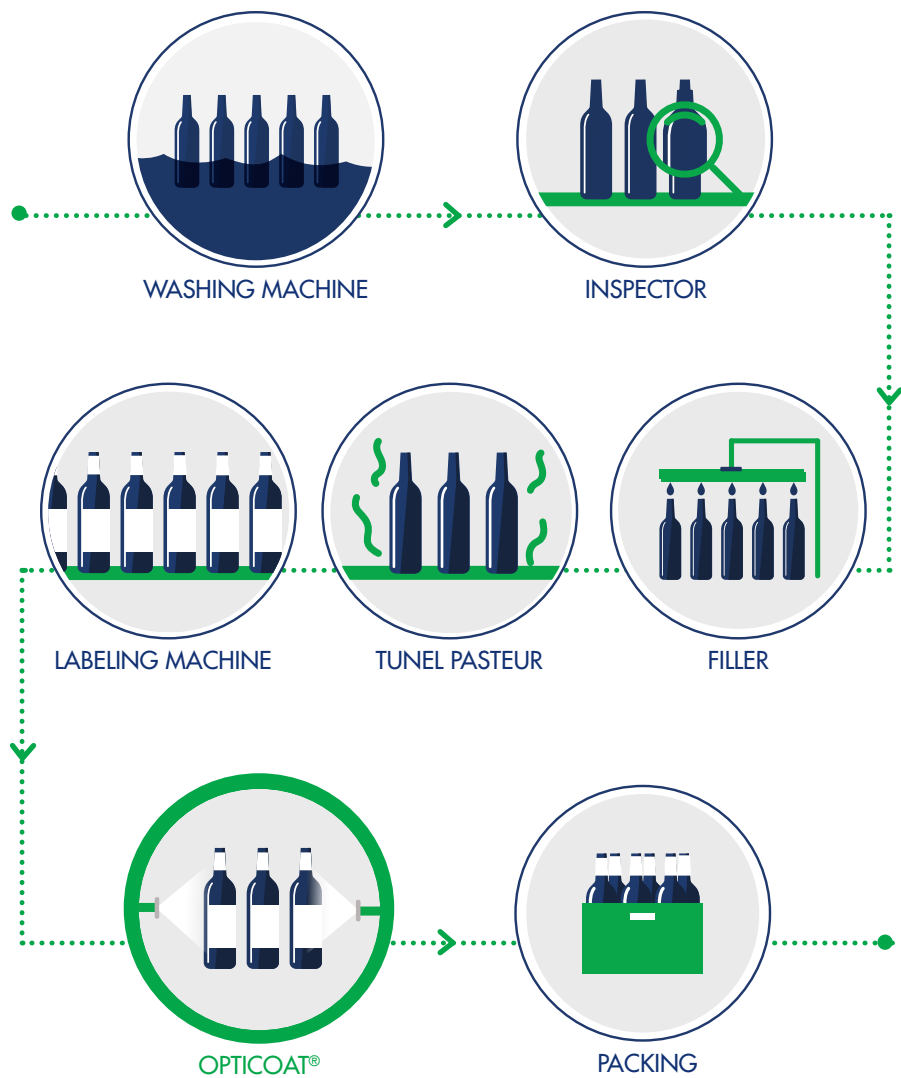 WASHING MACHINE
INSPECTOR
LABELING MACHINE
TUNEL PASTEUR
FILLER
OPTICOAT®
PACKING